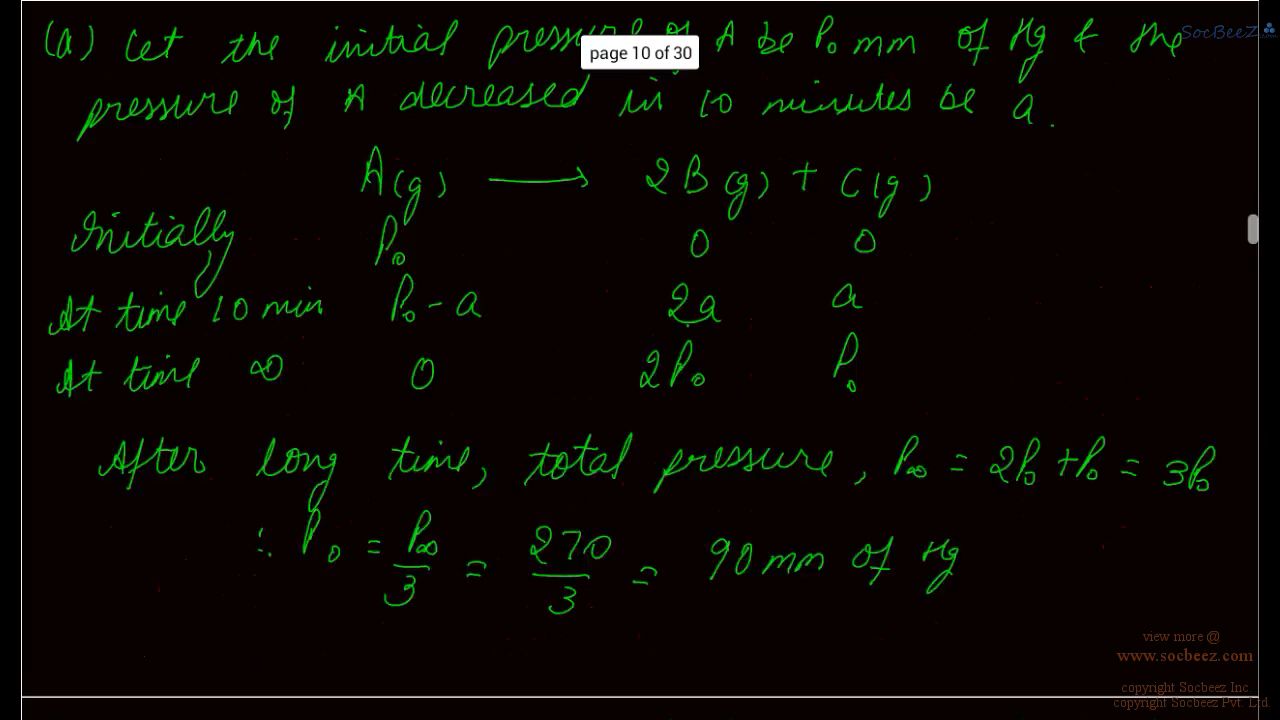 (a) Let the initial pressure of A be P₀ mm of Hg & the
SocBeeZ
page 10 of 30
pressure of A decreased in 10 minutes be a.
A(g) ⟶ 2B(g) + C(g)
Initially P₀ 0 0
At time 10 min P₀ - a 2a a
At time ∞ 0 2P₀ P₀
After long time, total pressure, P∞ = 2P₀ + P₀ = 3P₀
∴ P₀ = P∞/3 = 270/3 = 90 mm of Hg
view more @
www.socbeez.com
copyright Socbeez Inc.
copyright Socbeez Pvt. Ltd.